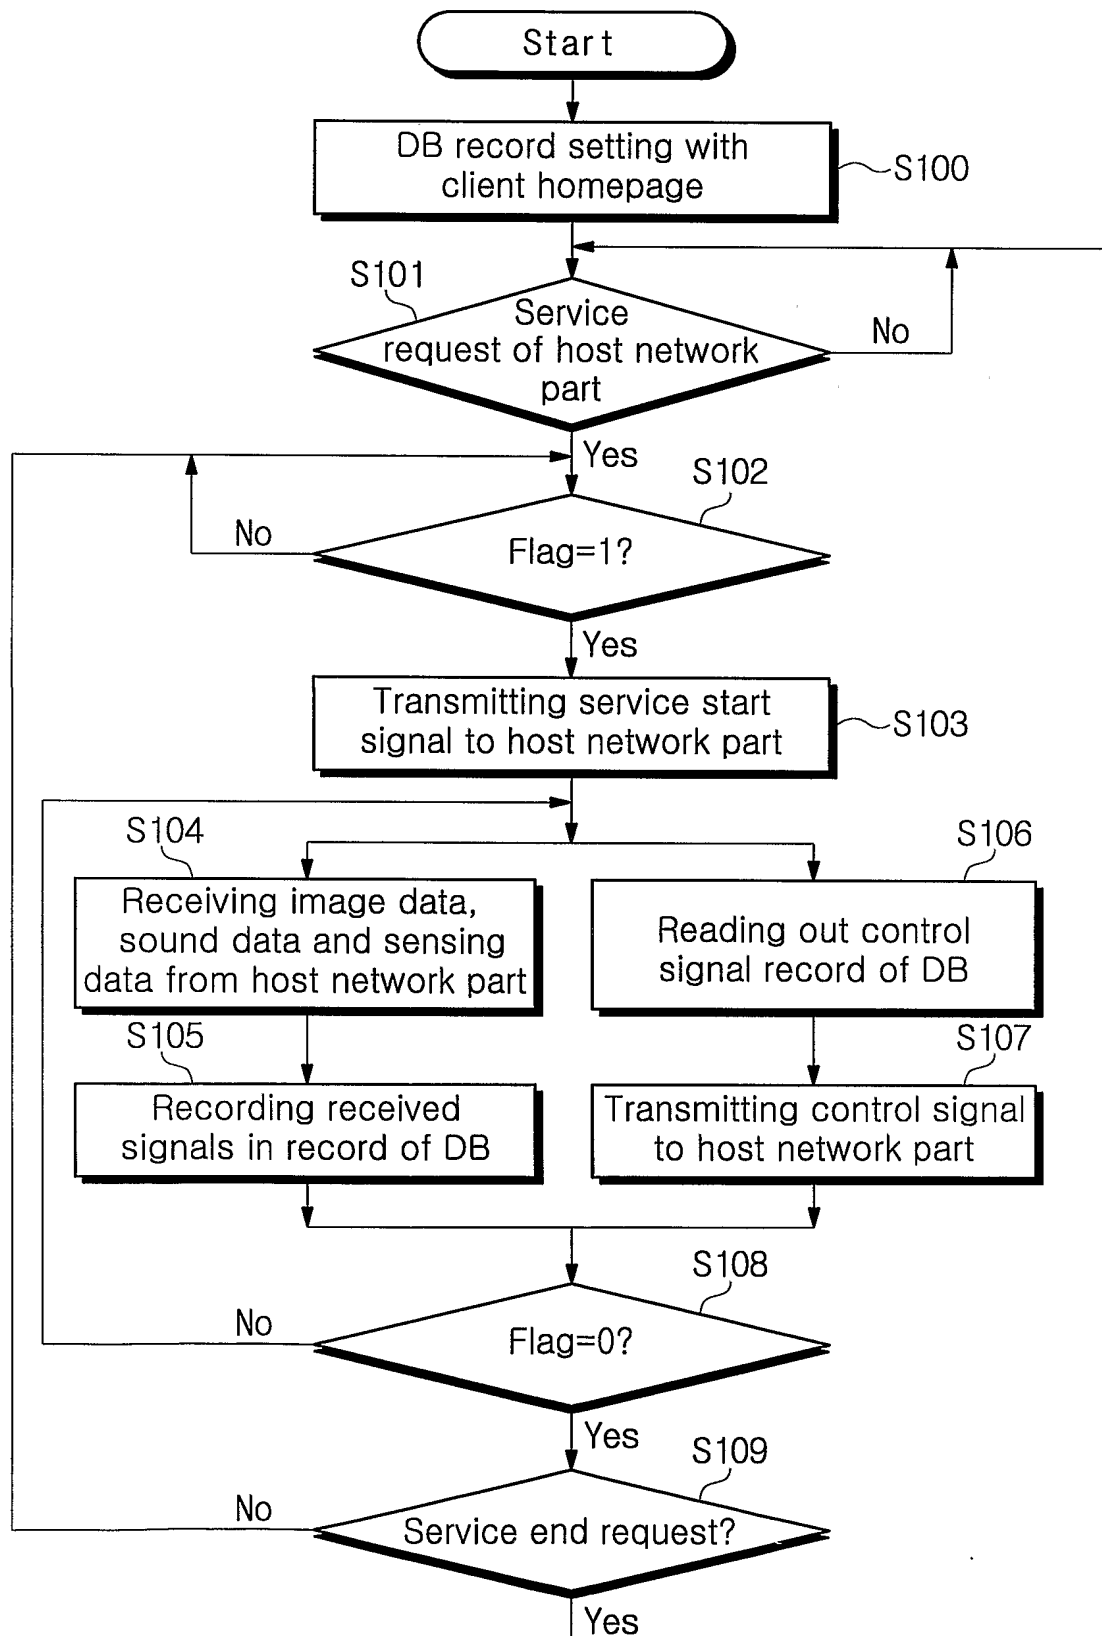 Start
DB record setting with
client homepage
S100
S101
Service
request of host network
part
No
Yes
S102
No
Flag=1?
Yes
Transmitting service start
signal to host network part
S103
S104
S106
Receiving image data,
sound data and sensing
data from host network part
Reading out control
signal record of DB
S105
S107
Recording received
signals in record of DB
Transmitting control signal
to host network part
S108
No
Flag=0?
Yes
S109
No
Service end request?
Yes